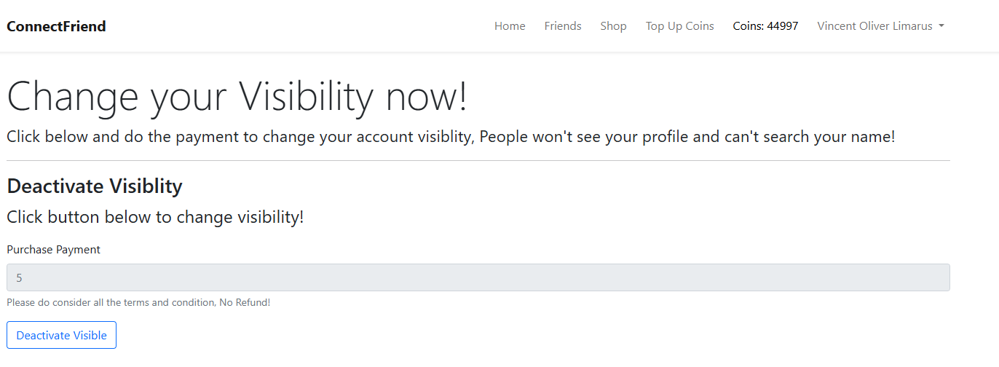 ConnectFriend Home Friends Shop Top Up Coins Coins: 44997 Vincent Oliver Limarus
Change your Visibility now!
Click below and do the payment to change your account visiblity, People won't see your profile and can't search your name!
Deactivate Visiblity
Click button below to change visibility!
Purchase Payment
5
Please do consider all the terms and condition, No Refund!
Deactivate Visible